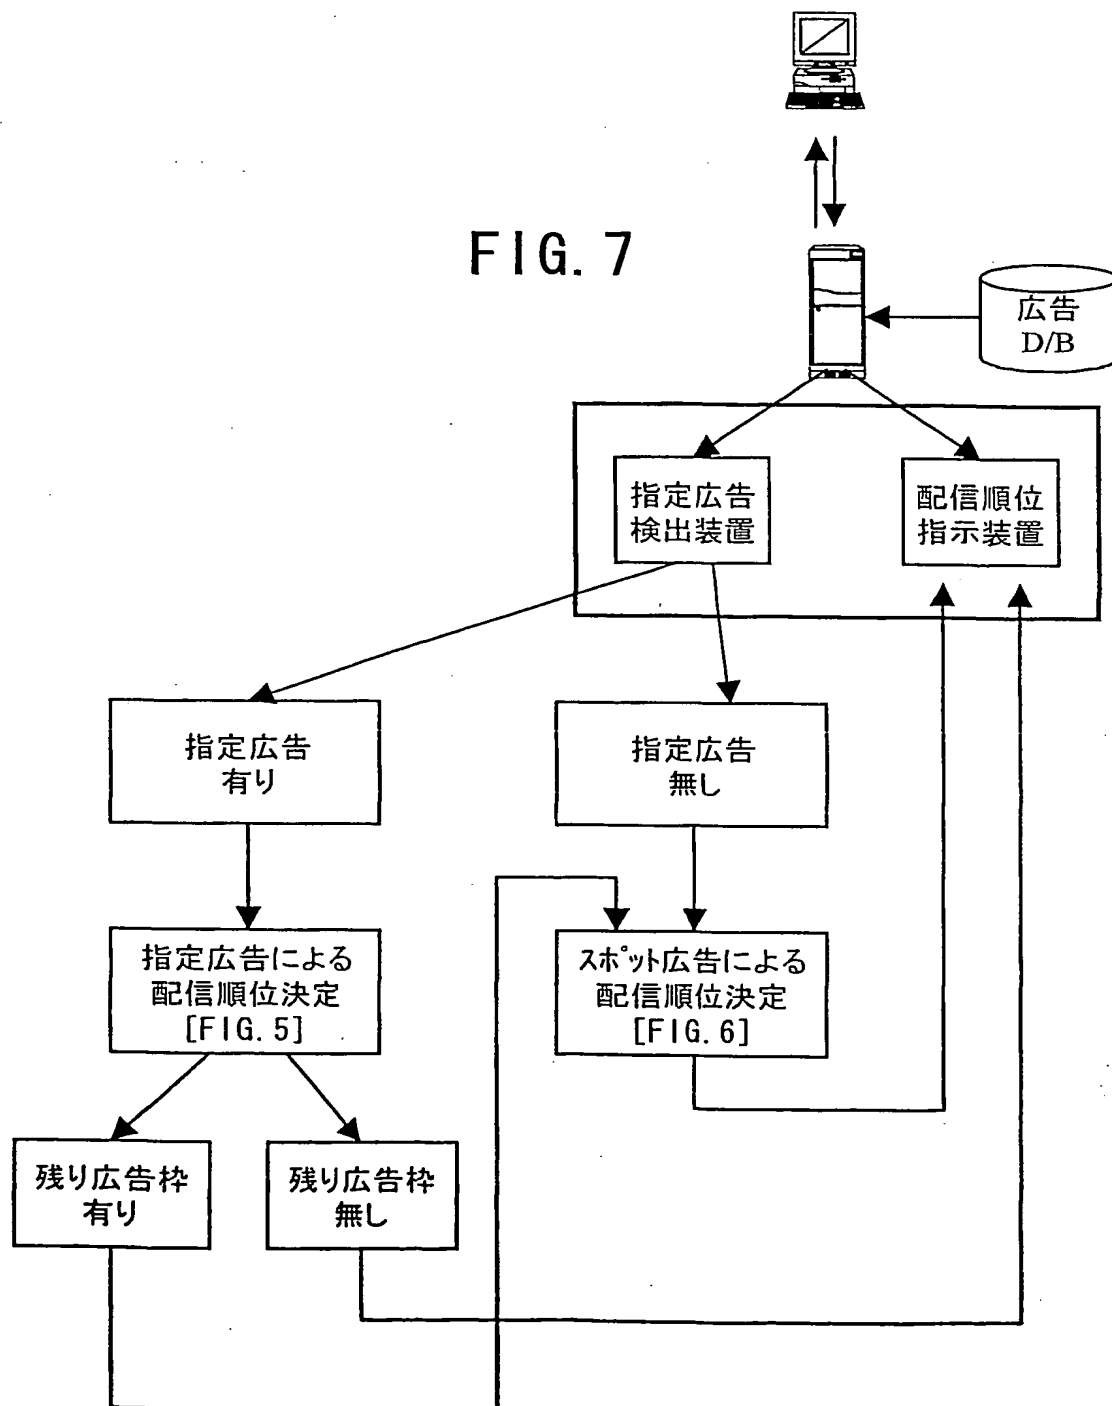 FIG. 7
広告
D/B
指定広告
検出装置
配信順位
指示装置
指定広告
有り
指定広告
無し
指定広告による
配信順位決定
[FIG. 5]
スポット広告による
配信順位決定
[FIG. 6]
残り広告枠
有り
残り広告枠
無し